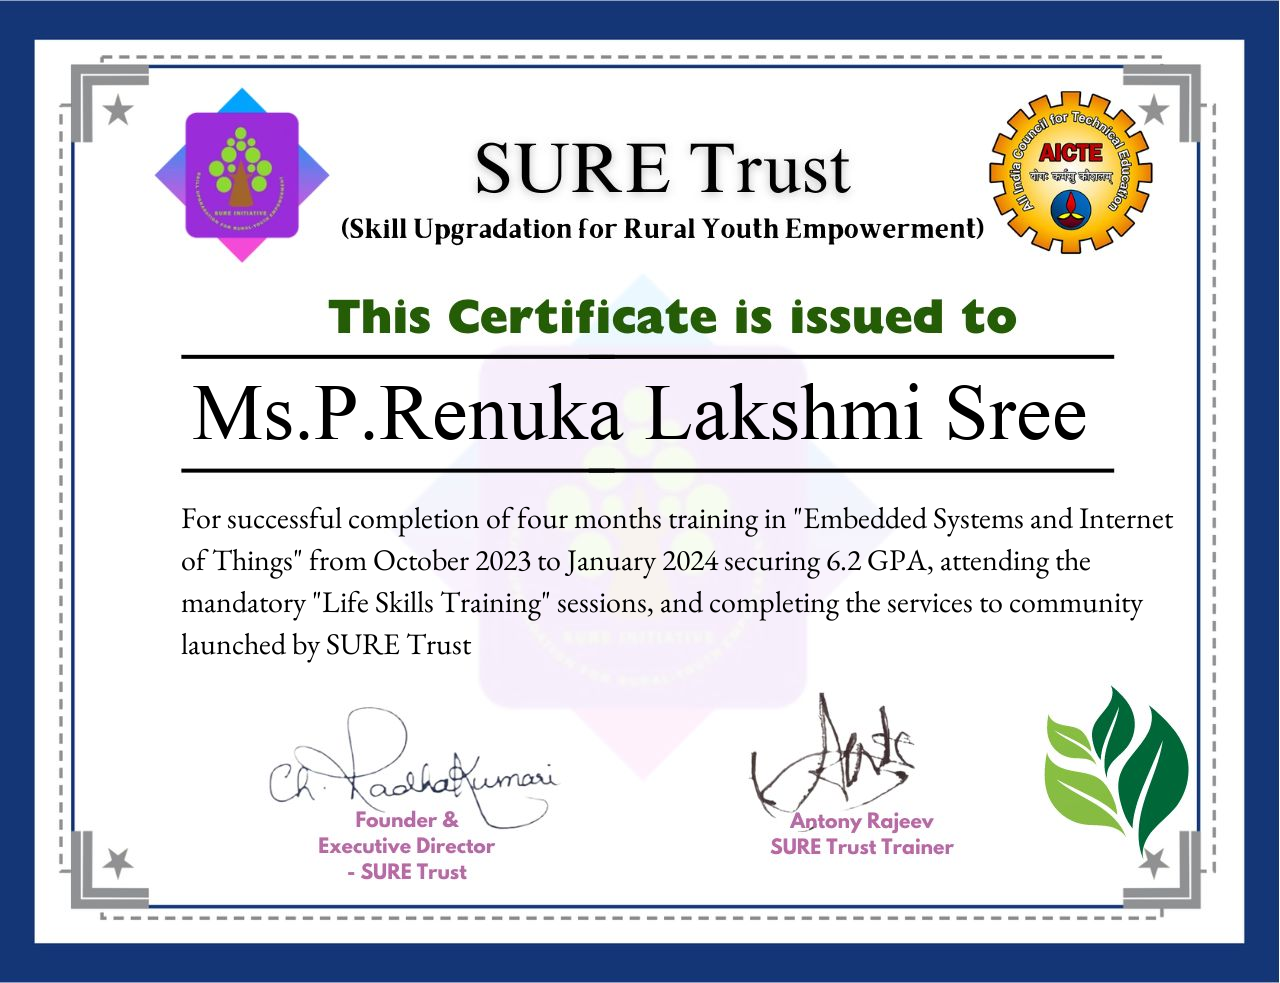 SKILL UPGRADATION FOR RURAL-YOUTH EMPOWERMENT
SURE INITIATIVE
SURE Trust
(Skill Upgradation for Rural Youth Empowerment)
All India Council for Technical Education
AICTE
योगः कर्मसु कौशलम्
This Certificate is issued to
Ms.P.Renuka Lakshmi Sree
For successful completion of four months training in "Embedded Systems and Internet
of Things" from October 2023 to January 2024 securing 6.2 GPA, attending the
mandatory "Life Skills Training" sessions, and completing the services to community
launched by SURE Trust
SURE INITIATIVE
Ch. RadhaKumari
Founder &
Executive Director
- SURE Trust
Antony Rajeev
SURE Trust Trainer